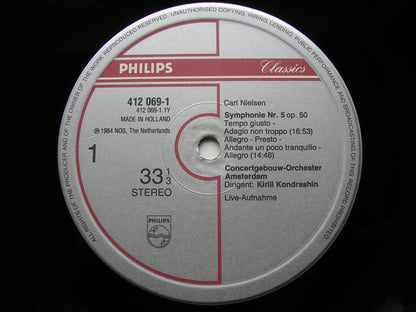 ALL RIGHTS OF THE MANUFACTURER AND OF THE OWNER OF THE WORK REPRODUCED RESERVED. UNAUTHORISED COPYING, HIRING, LENDING, PUBLIC PERFORMANCE AND BROADCASTING OF THIS RECORD PROHIBITED.
PHILIPS
Classics
412 069-1
412 069-1.1Y
MADE IN HOLLAND
℗ 1984 NOS, The Netherlands
1
33 1/3
STEREO
PHILIPS
Carl Nielsen
Symphonie Nr. 5 op. 50
Tempo giusto -
Adagio non troppo (16:53)
Allegro - Presto -
Andante un poco tranquillo -
Allegro (14:48)
Concertgebouw-Orchester
Amsterdam
Dirigent: Kirill Kondrashin
Live-Aufnahme